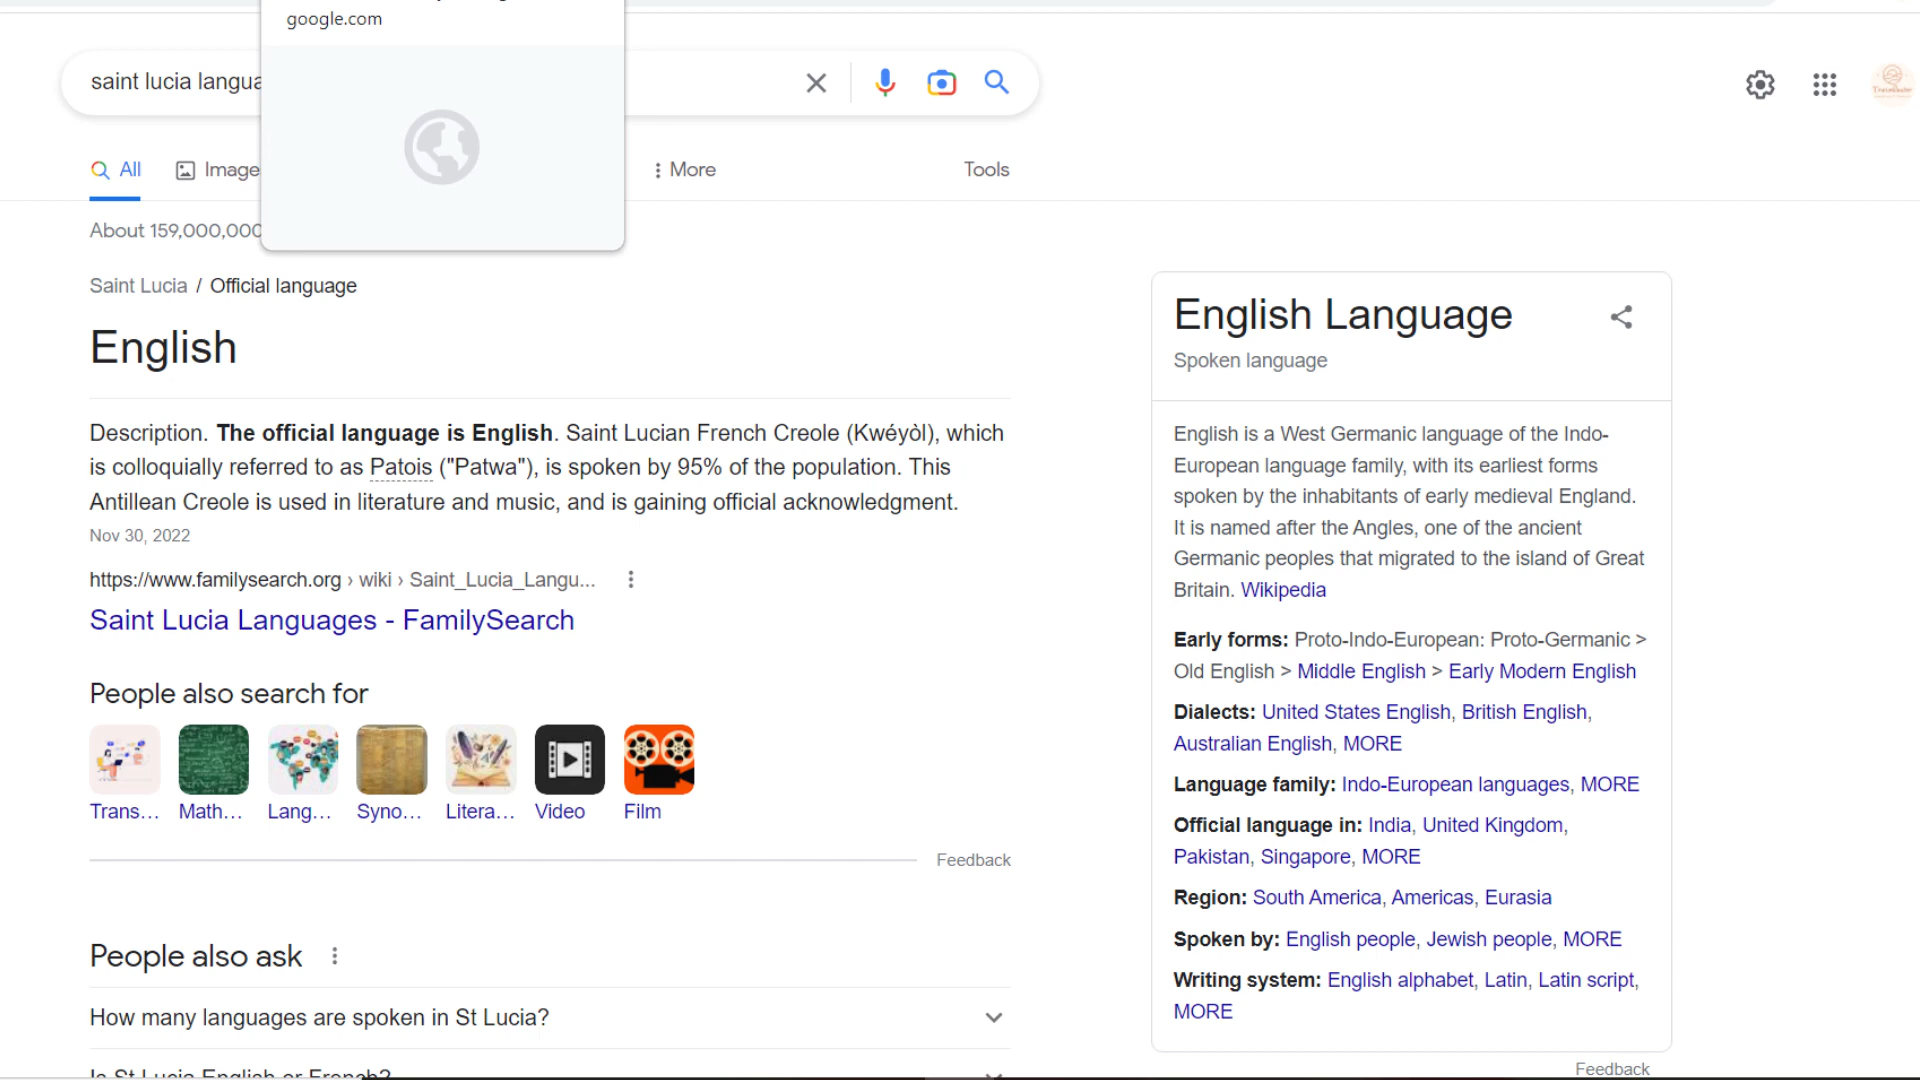 google.com
saint lucia langua
All
Image
More
Tools
About 159,000,000
Saint Lucia / Official language
English
Description. The official language is English. Saint Lucian French Creole (Kwéyòl), which
is colloquially referred to as Patois ("Patwa"), is spoken by 95% of the population. This
Antillean Creole is used in literature and music, and is gaining official acknowledgment.
Nov 30, 2022
https://www.familysearch.org › wiki › Saint_Lucia_Langu...
Saint Lucia Languages - FamilySearch
People also search for
Trans... Math... Lang... Syno... Litera... Video Film
Feedback
People also ask
How many languages are spoken in St Lucia?
Is St Lucia English or French?
English Language
Spoken language
English is a West Germanic language of the Indo-
European language family, with its earliest forms
spoken by the inhabitants of early medieval England.
It is named after the Angles, one of the ancient
Germanic peoples that migrated to the island of Great
Britain. Wikipedia
Early forms: Proto-Indo-European: Proto-Germanic >
Old English > Middle English > Early Modern English
Dialects: United States English, British English,
Australian English, MORE
Language family: Indo-European languages, MORE
Official language in: India, United Kingdom,
Pakistan, Singapore, MORE
Region: South America, Americas, Eurasia
Spoken by: English people, Jewish people, MORE
Writing system: English alphabet, Latin, Latin script,
MORE
Feedback